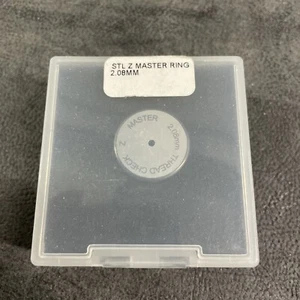 STL Z MASTER RING
2.08MM
MASTER 2.08mm THREAD CHECK Z